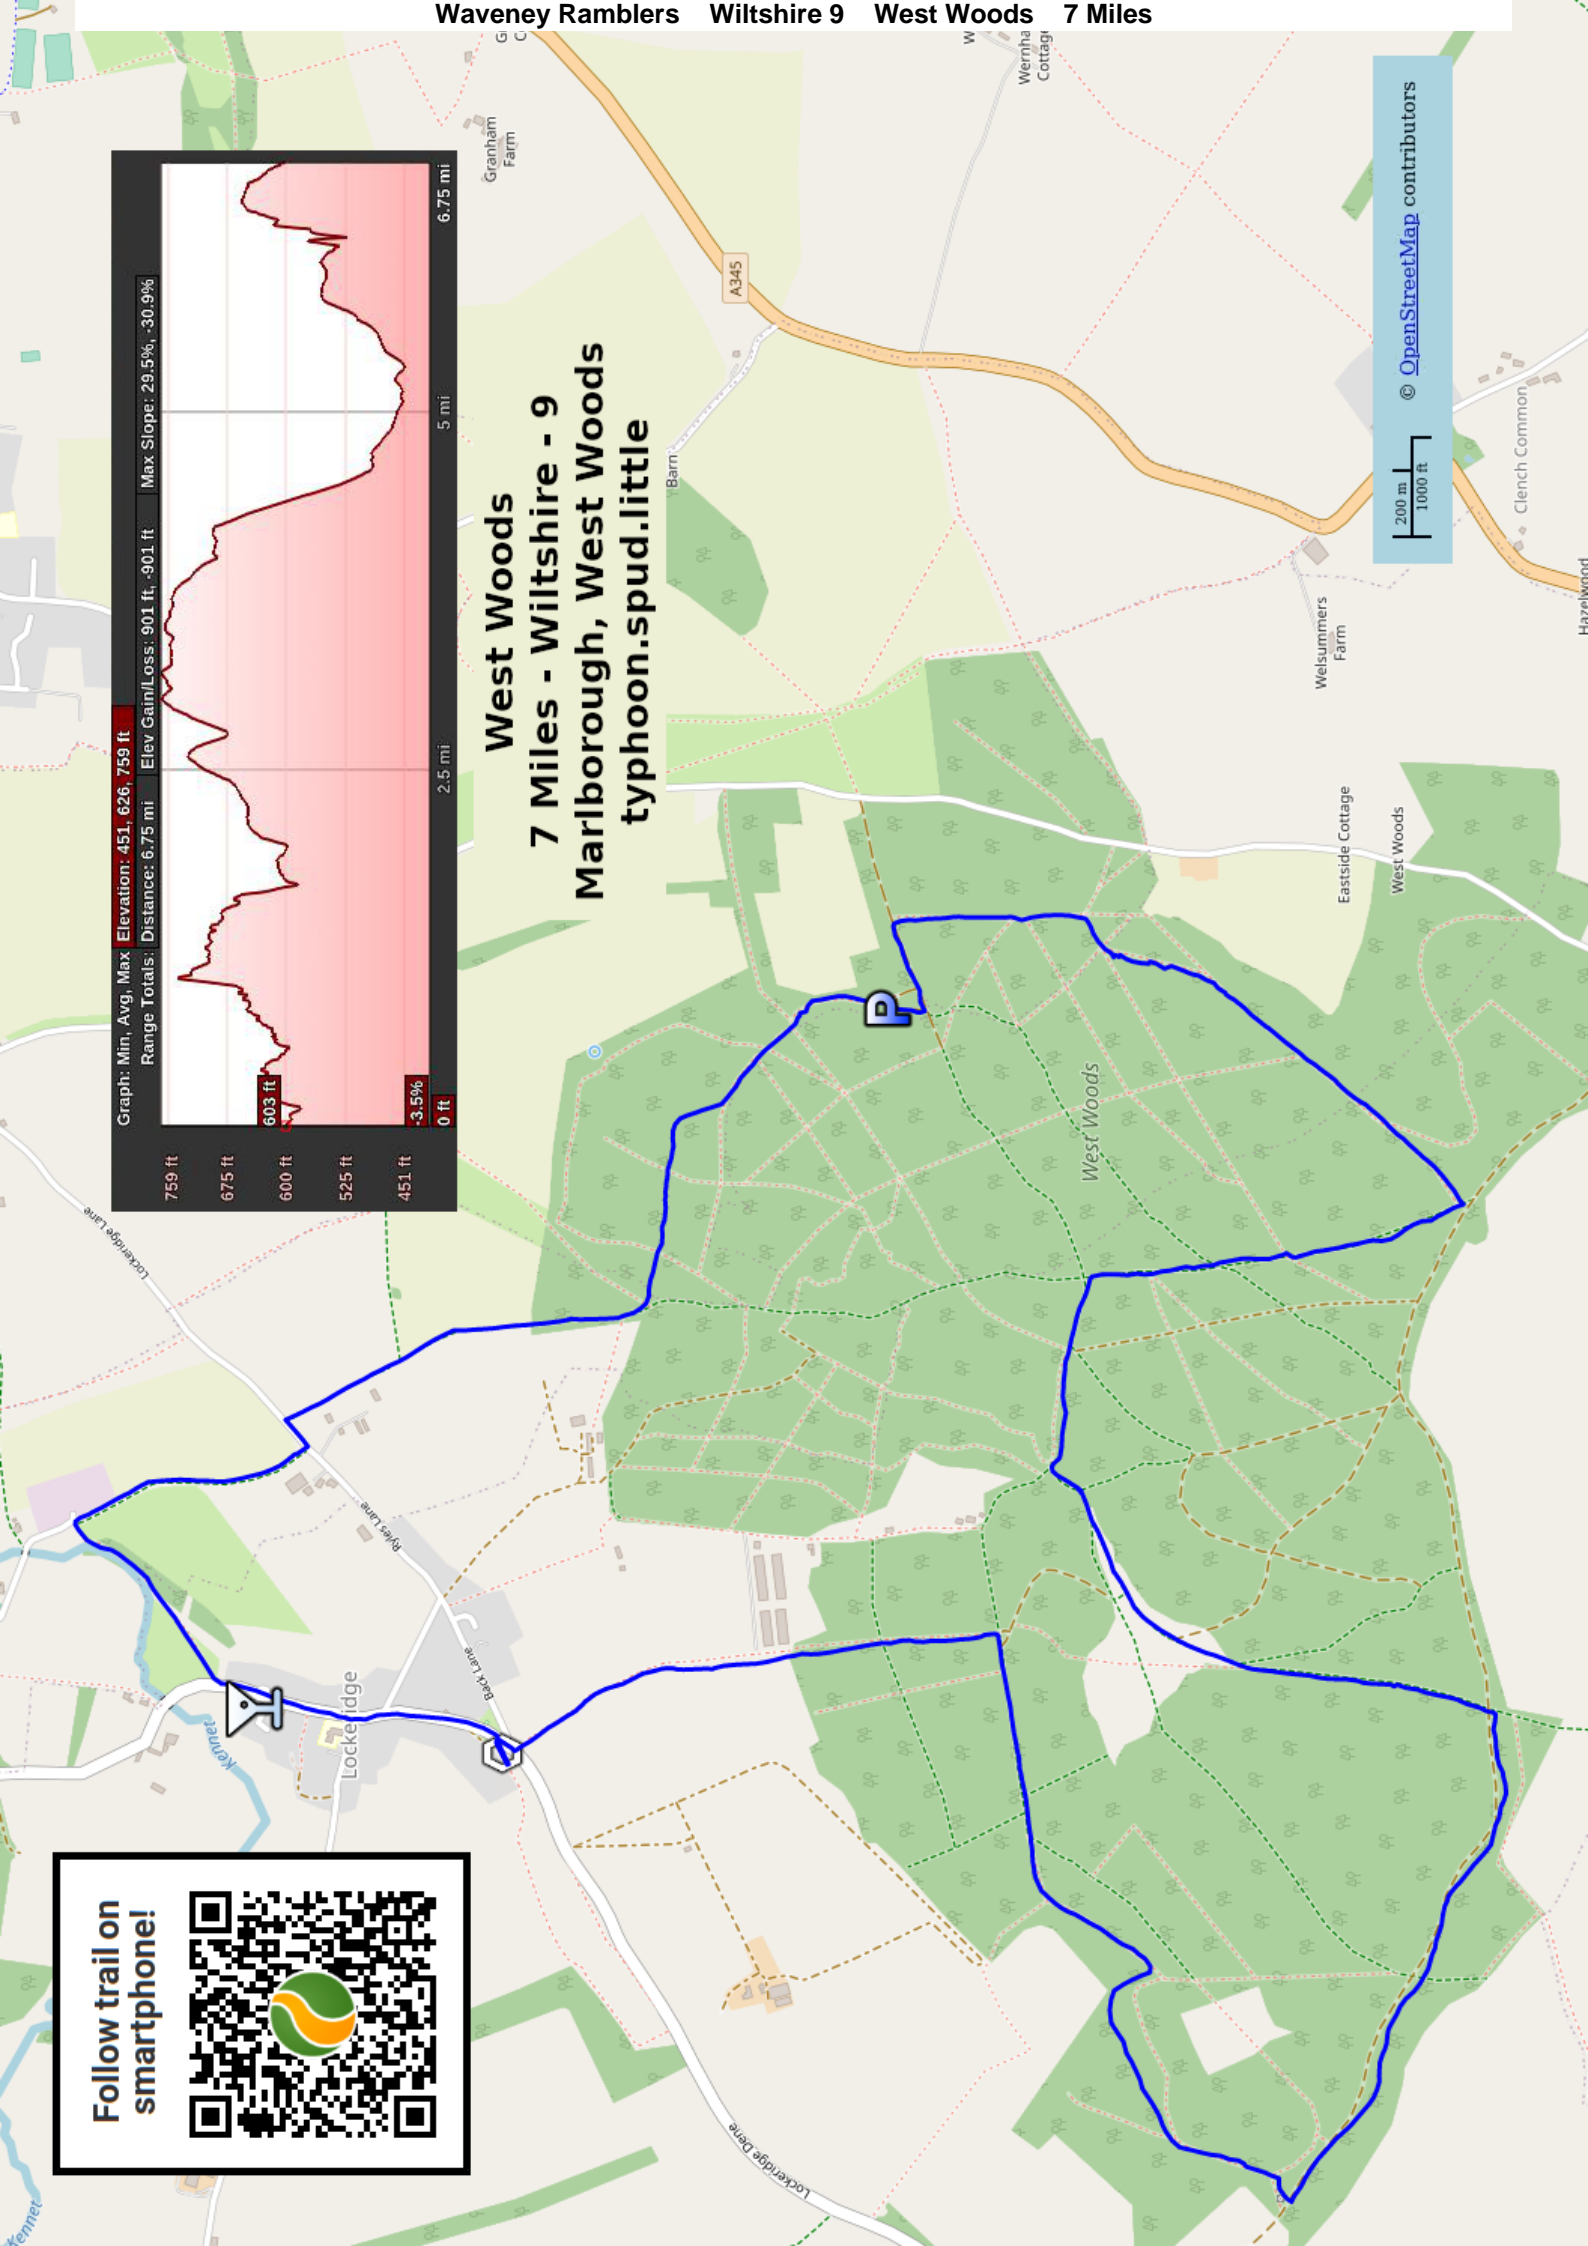 Waveney Ramblers Wiltshire 9 West Woods 7 Miles
Graph: Min, Avg, Max Elevation: 451, 626, 759 ft
Range Totals: Distance: 6.75 mi Elev Gain/Loss: 901 ft, -901 ft Max Slope: 29.5%, -30.9%
759 ft
675 ft
600 ft
525 ft
451 ft
603 ft
-3.5%
0 ft
2.5 mi
5 mi
6.75 mi
West Woods
7 Miles - Wiltshire - 9
Marlborough, West Woods
typhoon.spud.little
Follow trail on
smartphone!
Granham
Farm
Cottage
A345
Barn
Lockeridge Lane
Ryles Lane
Back Lane
Lockeridge
Kennet
Kennet
Lockeridge Dene
P
West Woods
Welsummers
Farm
Eastside Cottage
West Woods
Clench Common
Hazelwood
200 m
1000 ft
© OpenStreetMap contributors